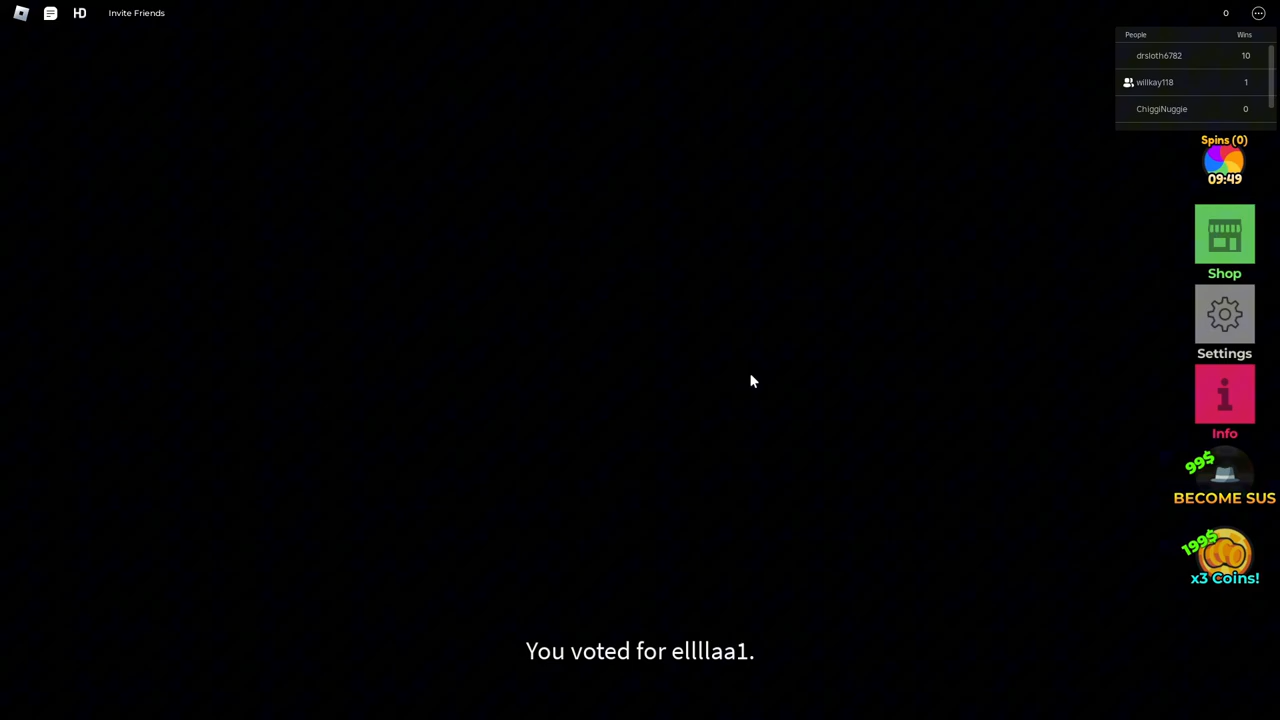 HD Invite Friends 0
People Wins
drsloth6782 10
willkay118 1
ChiggiNuggie 0
Spins (0)
09:49
Shop
Settings
i
Info
99$
BECOME SUS
199$
x3 Coins!
You voted for ellllaa1.